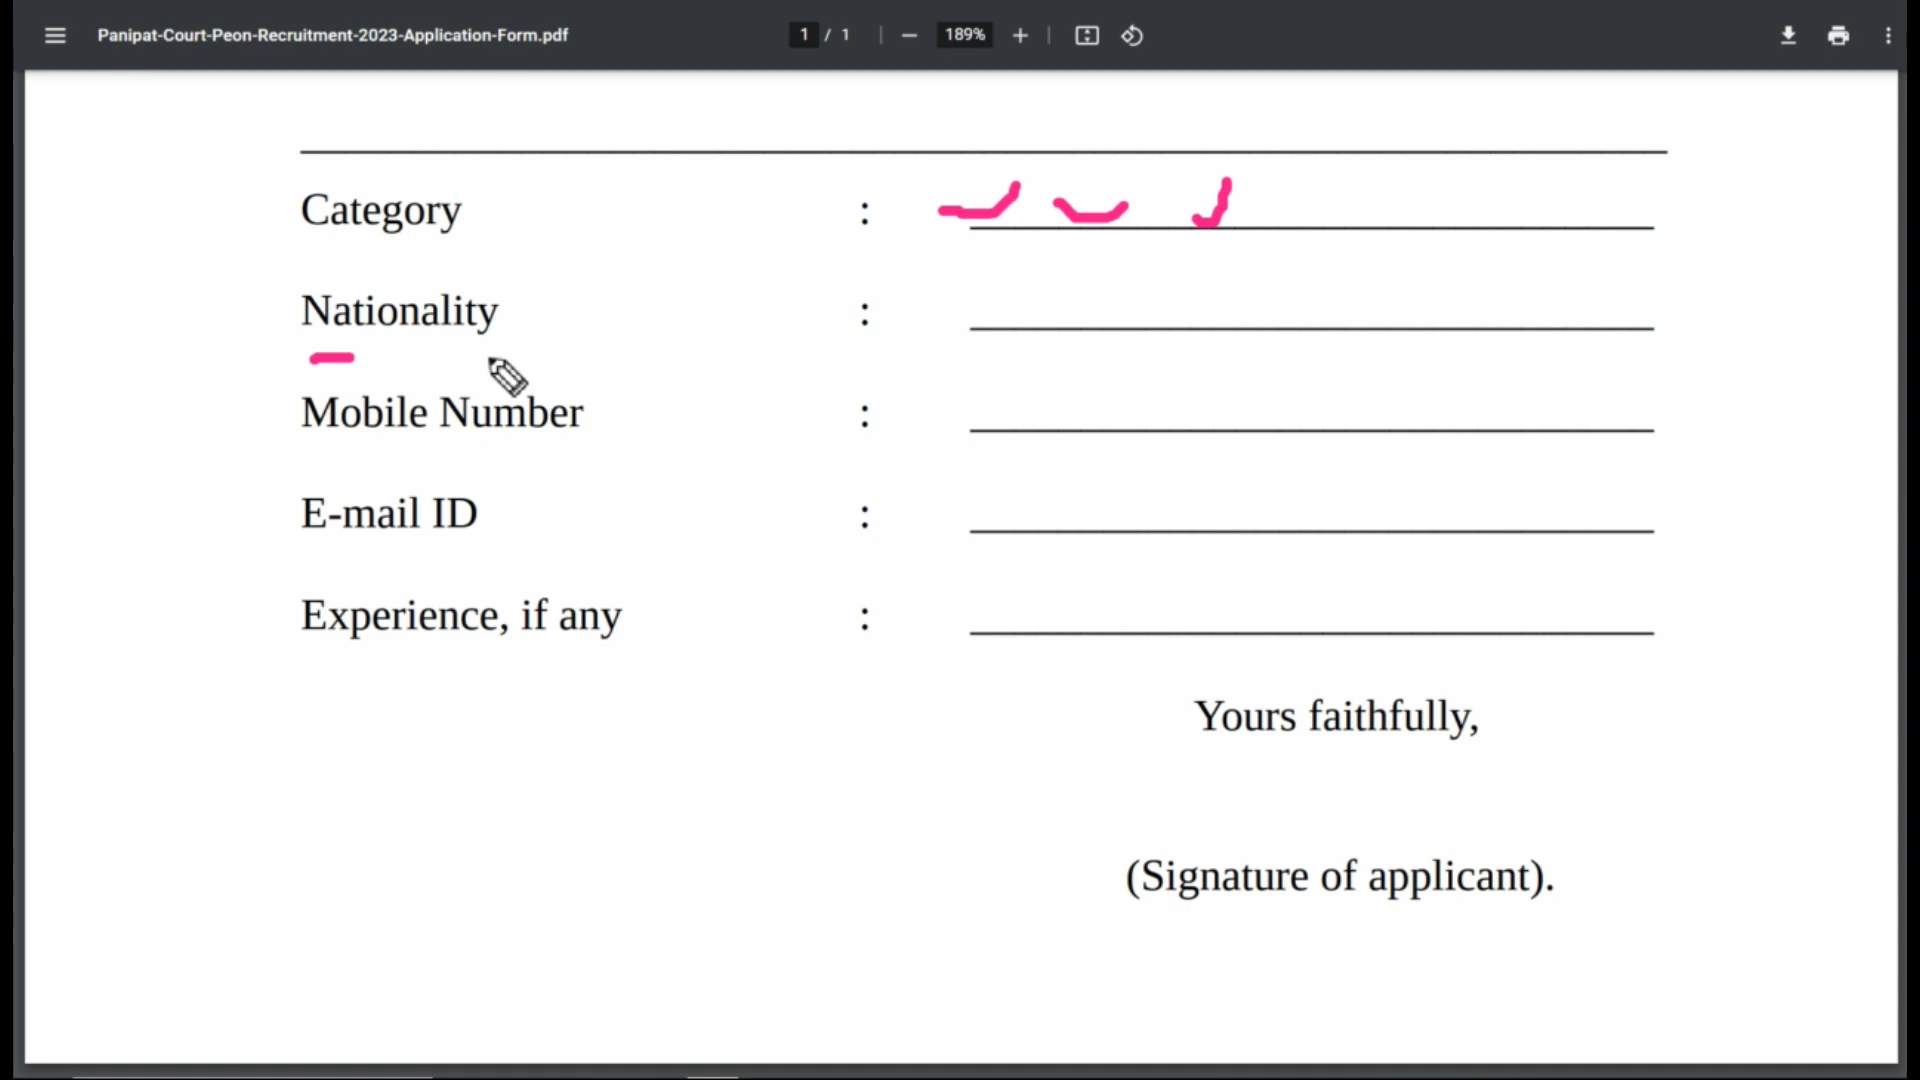 Panipat-Court-Peon-Recruitment-2023-Application-Form.pdf 1 / 1 189%
Category :
Nationality :
Mobile Number :
E-mail ID :
Experience, if any :
Yours faithfully,
(Signature of applicant).